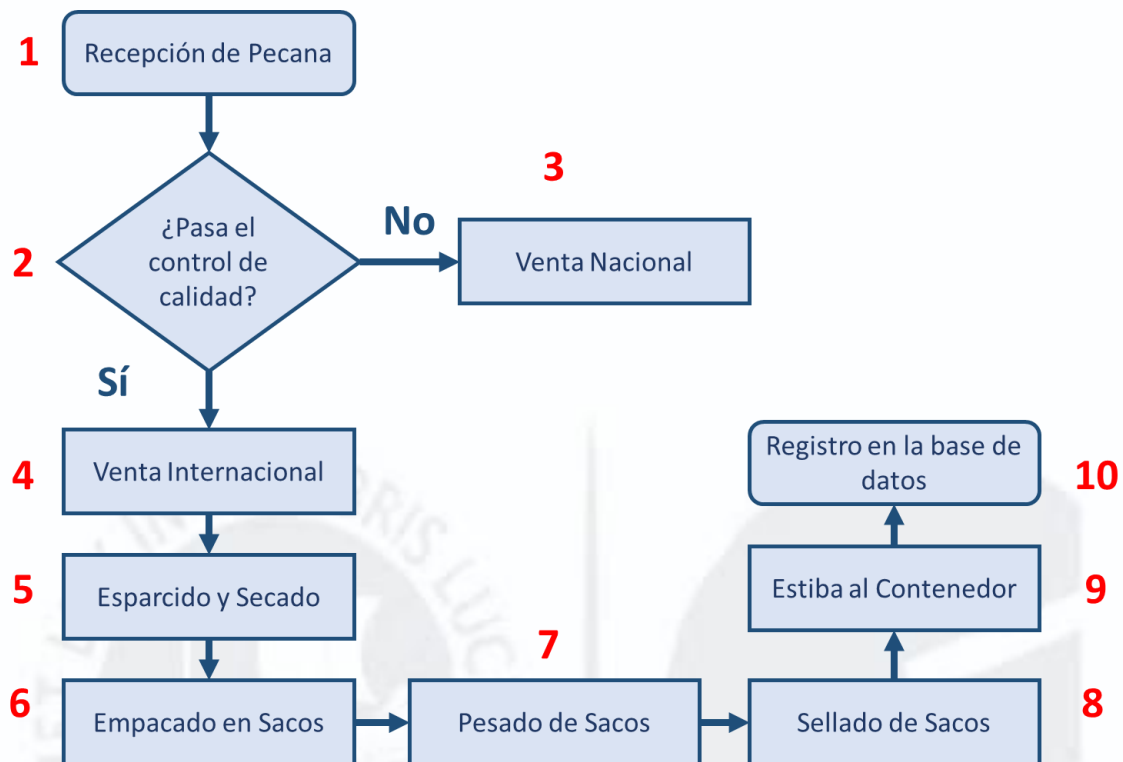 1
Recepción de Pecana
2
¿Pasa el
control de
calidad?
No
3
Venta Nacional
Sí
4
Venta Internacional
5
Esparcido y Secado
6
Empacado en Sacos
7
Pesado de Sacos
8
Sellado de Sacos
9
Estiba al Contenedor
10
Registro en la base de
datos